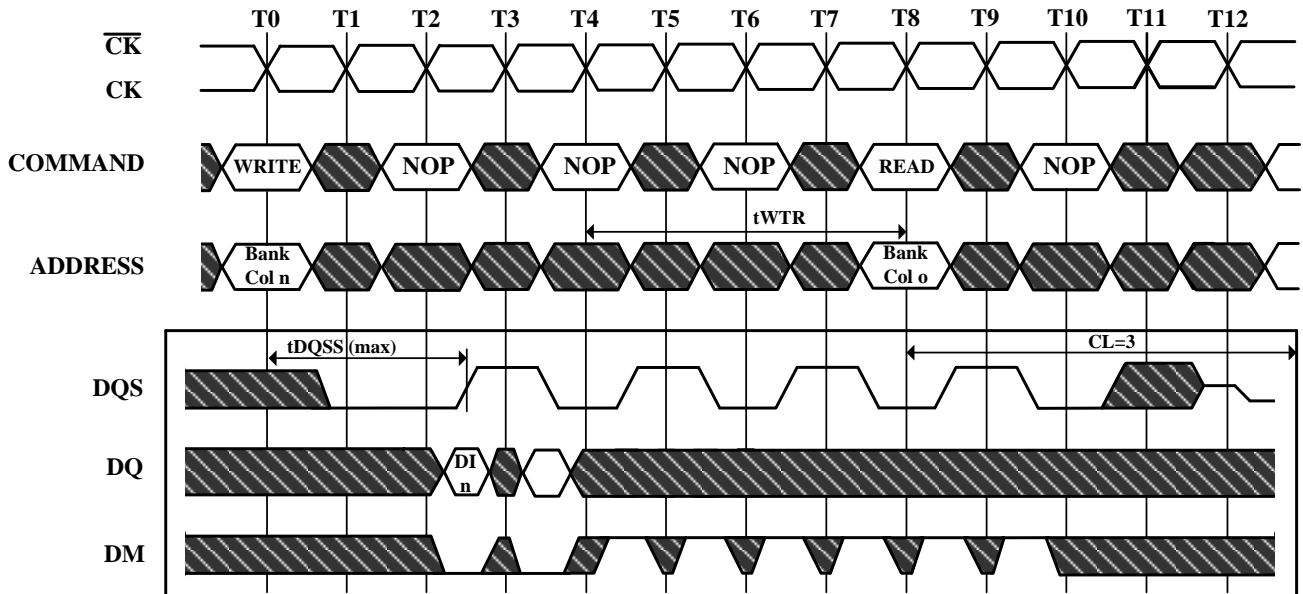 T0 T1 T2 T3 T4 T5 T6 T7 T8 T9 T10 T11 T12
CK
CK
COMMAND
WRITE NOP NOP NOP READ NOP
tWTR
ADDRESS
Bank
Col n
Bank
Col o
tDQSS (max)
CL=3
DQS
DQ
DI
n
DM